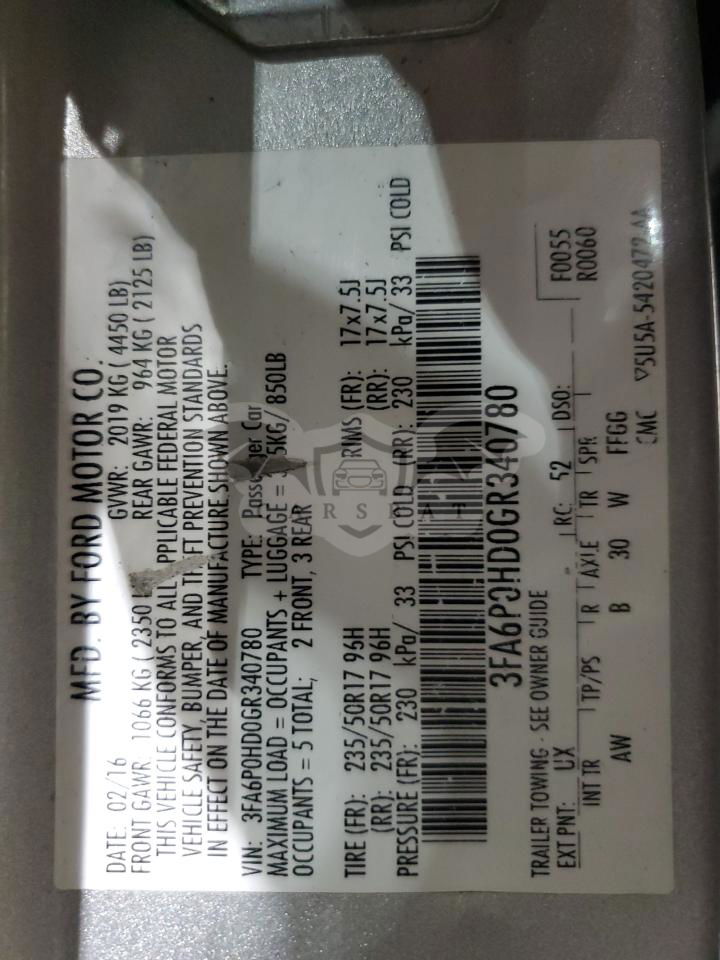 MFD. BY FORD MOTOR CO.
DATE: 02/16 GVWR: 2019 KG ( 4450 LB)
FRONT GAWR: 1066 KG ( 2350 REAR GAWR: 964 KG ( 2125 LB)
THIS VEHICLE CONFORMS TO ALL APPLICABLE FEDERAL MOTOR
VEHICLE SAFETY, BUMPER, AND THEFT PREVENTION STANDARDS
IN EFFECT ON THE DATE OF MANUFACTURE SHOWN ABOVE.
VIN: 3FA6P0HD0GR340780 TYPE: Passenger Car
MAXIMUM LOAD = OCCUPANTS + LUGGAGE = 5KG/ 850LB
OCCUPANTS = 5 TOTAL; 2 FRONT, 3 REAR
TIRE (FR): 235/50R17 96H RIMS (FR): 17x7.5J
(RR): 235/50R17 96H (RR): 17x7.5J
PRESSURE (FR): 230 kPa/ 33 PSI COLD (RR): 230 kPa/ 33 PSI COLD
3FA6P0HD0GR340780
TRAILER TOWING - SEE OWNER GUIDE
F0055
R0060
EXT PNT: UX RC: 52 DSO:
INT TR TP/PS R AXLE TR SPR
AW B 30 W FFGG
CMC ▽5U5A-5420472-AA
CARSFAT